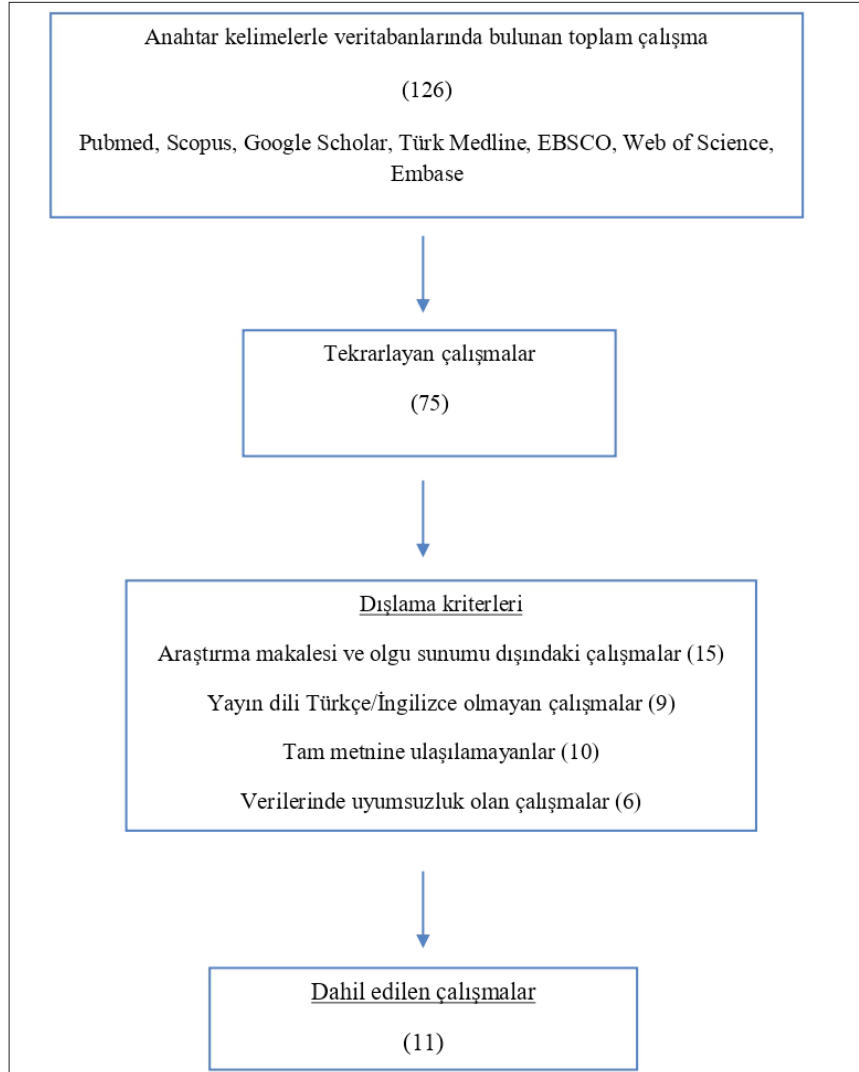 Anahtar kelimelerle veritabanlarında bulunan toplam çalışma
(126)
Pubmed, Scopus, Google Scholar, Türk Medline, EBSCO, Web of Science,
Embase
Tekrarlayan çalışmalar
(75)
Dışlama kriterleri
Araştırma makalesi ve olgu sunumu dışındaki çalışmalar (15)
Yayın dili Türkçe/İngilizce olmayan çalışmalar (9)
Tam metnine ulaşılamayanlar (10)
Verilerinde uyumsuzluk olan çalışmalar (6)
Dahil edilen çalışmalar
(11)